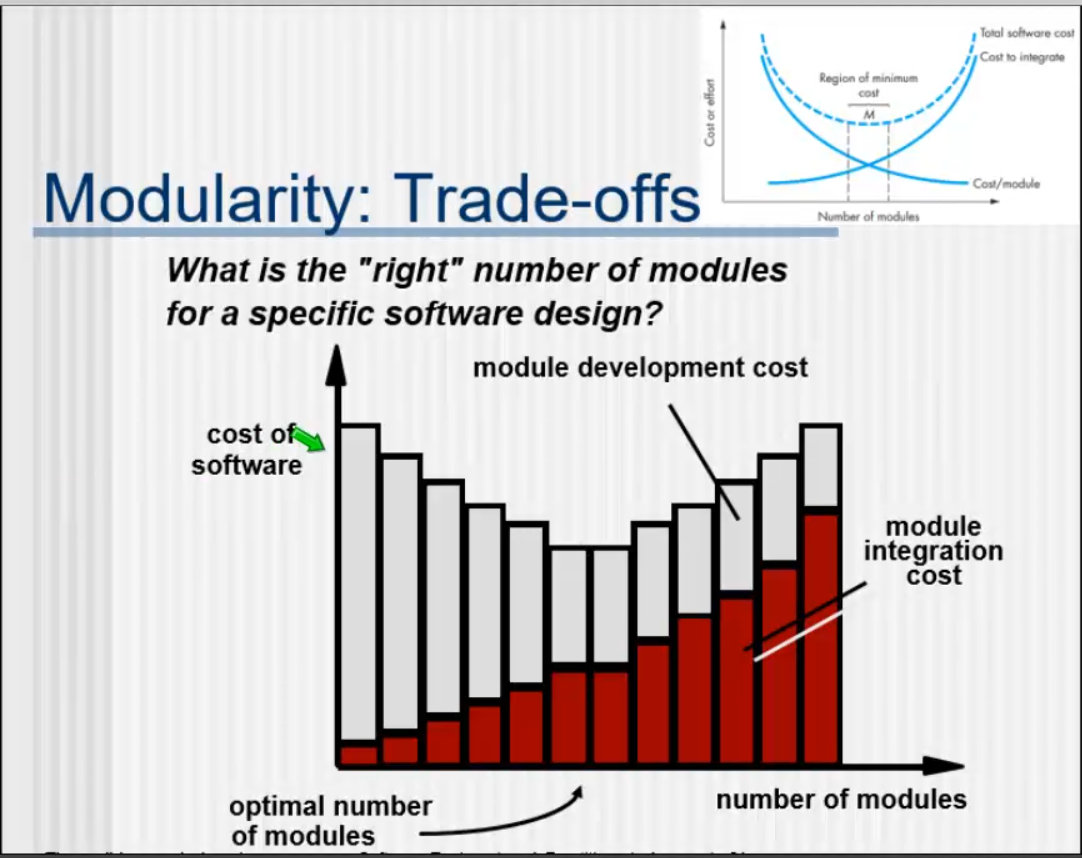 Total software cost
Cost to integrate
Region of minimum
cost
M
Cost or effort
Cost/module
Number of modules
Modularity: Trade-offs
What is the "right" number of modules
for a specific software design?
module development cost
cost of
software
module
integration
cost
optimal number
of modules
number of modules